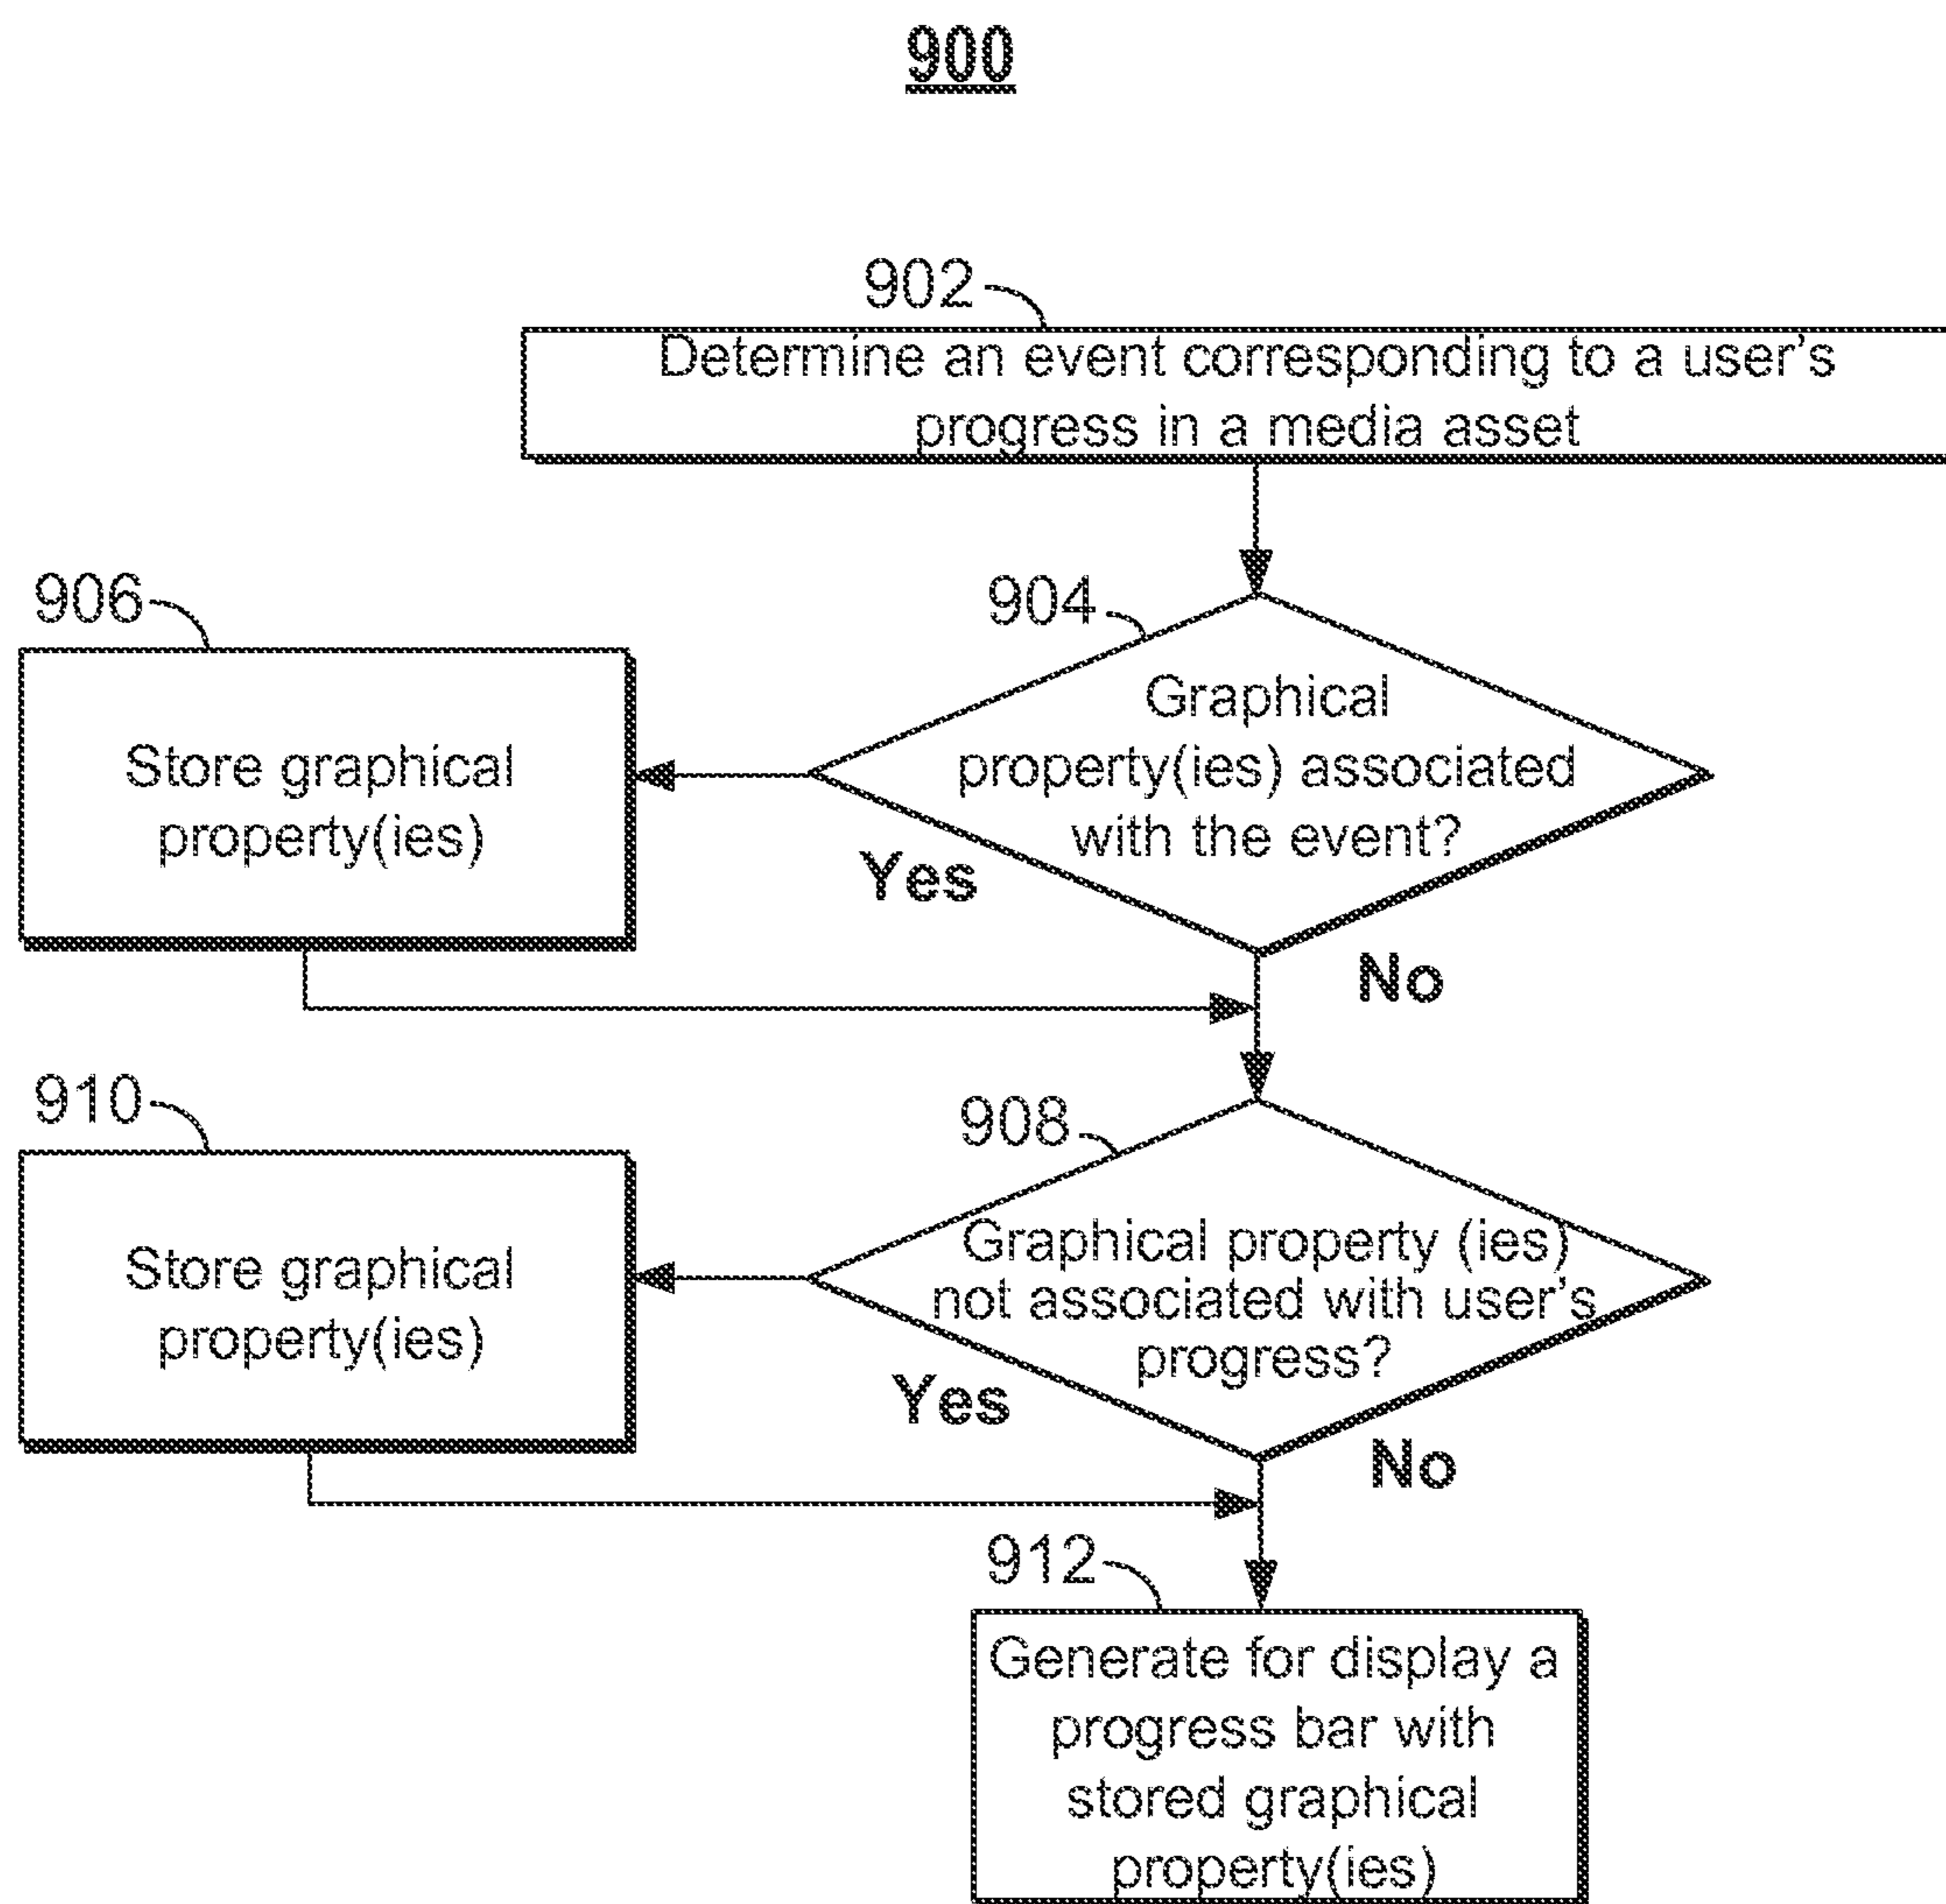 900
902
Determine an event corresponding to a user's
progress in a media asset
906
904
Graphical
property(ies) associated
with the event?
Store graphical
property(ies)
Yes
No
910
908
Graphical property (ies)
not associated with user's
progress?
Store graphical
property(ies)
Yes
No
912
Generate for display a
progress bar with
stored graphical
property(ies)